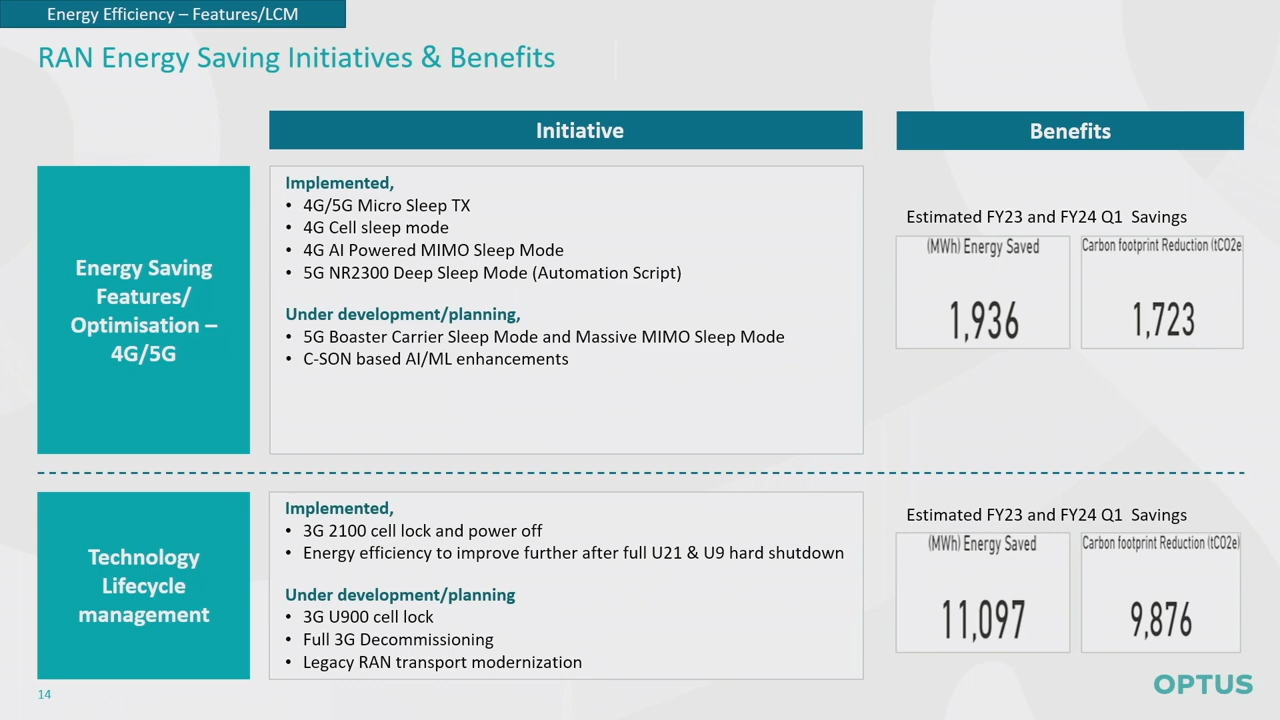 Energy Efficiency – Features/LCM
RAN Energy Saving Initiatives & Benefits
Initiative
Benefits
Energy Saving
Features/
Optimisation –
4G/5G
Implemented,
• 4G/5G Micro Sleep TX
• 4G Cell sleep mode
• 4G AI Powered MIMO Sleep Mode
• 5G NR2300 Deep Sleep Mode (Automation Script)
Under development/planning,
• 5G Boaster Carrier Sleep Mode and Massive MIMO Sleep Mode
• C-SON based AI/ML enhancements
Estimated FY23 and FY24 Q1 Savings
(MWh) Energy Saved
1,936
Carbon footprint Reduction (tCO2e
1,723
Technology
Lifecycle
management
Implemented,
• 3G 2100 cell lock and power off
• Energy efficiency to improve further after full U21 & U9 hard shutdown
Under development/planning
• 3G U900 cell lock
• Full 3G Decommissioning
• Legacy RAN transport modernization
Estimated FY23 and FY24 Q1 Savings
(MWh) Energy Saved
11,097
Carbon footprint Reduction (tCO2e)
9,876
14
OPTUS